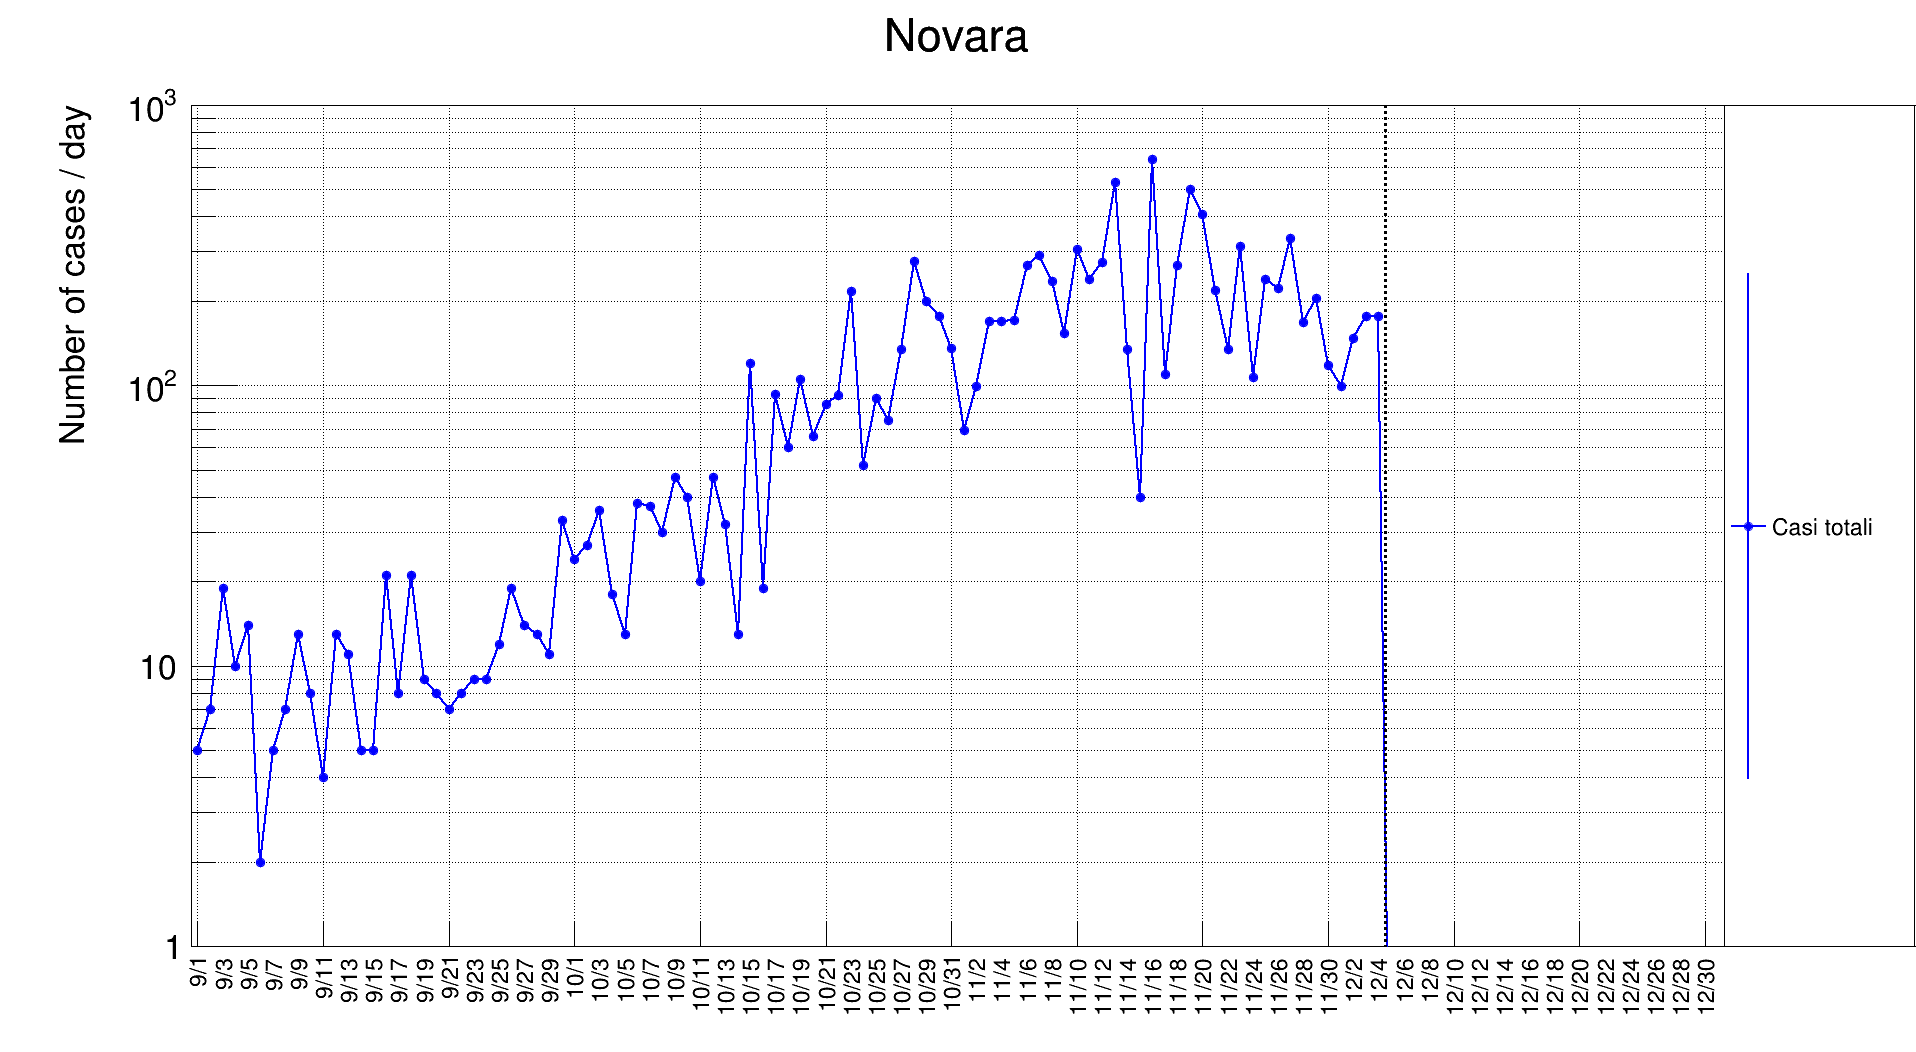 Novara
Number of cases / day
10³
10²
10
1
9/1 9/3 9/5 9/7 9/9 9/11 9/13 9/15 9/17 9/19 9/21 9/23 9/25 9/27 9/29 10/1 10/3 10/5 10/7 10/9 10/11 10/13 10/15 10/17 10/19 10/21 10/23 10/25 10/27 10/29 10/31 11/2 11/4 11/6 11/8 11/10 11/12 11/14 11/16 11/18 11/20 11/22 11/24 11/26 11/28 11/30 12/2 12/4 12/6 12/8 12/10 12/12 12/14 12/16 12/18 12/20 12/22 12/24 12/26 12/28 12/30
Casi totali